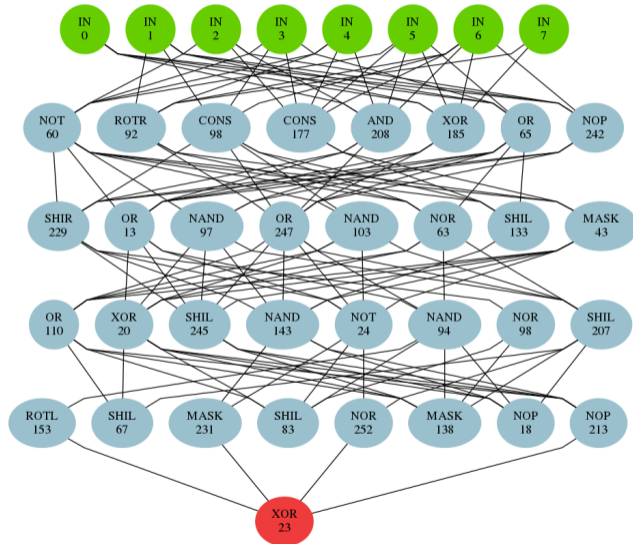 IN IN IN IN IN IN IN IN
0 1 2 3 4 5 6 7
NOT ROTR CONS CONS AND XOR OR NOP
60 92 98 177 208 185 65 242
SHIR OR NAND OR NAND NOR SHIL MASK
229 13 97 247 103 63 133 43
OR XOR SHIL NAND NOT NAND NOR SHIL
110 20 245 143 24 94 98 207
ROTL SHIL MASK SHIL NOR MASK NOP NOP
153 67 231 83 252 138 18 213
XOR
23